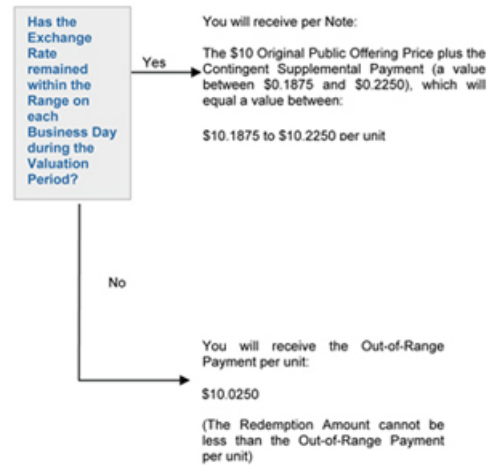 Has the
Exchange
Rate
remained
within the
Range on
each
Business Day
during the
Valuation
Period?
Yes
You will receive per Note:
The $10 Original Public Offering Price plus the
Contingent Supplemental Payment (a value
between $0.1875 and $0.2250), which will
equal a value between:
$10.1875 to $10.2250 per unit
No
You will receive the Out-of-Range
Payment per unit:
$10.0250
(The Redemption Amount cannot be
less than the Out-of-Range Payment
per unit)